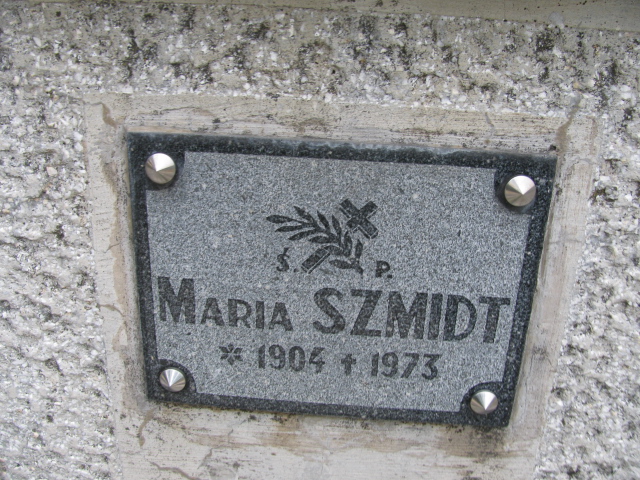 Ś. P.
Maria SZMIDT
* 1904 † 1973